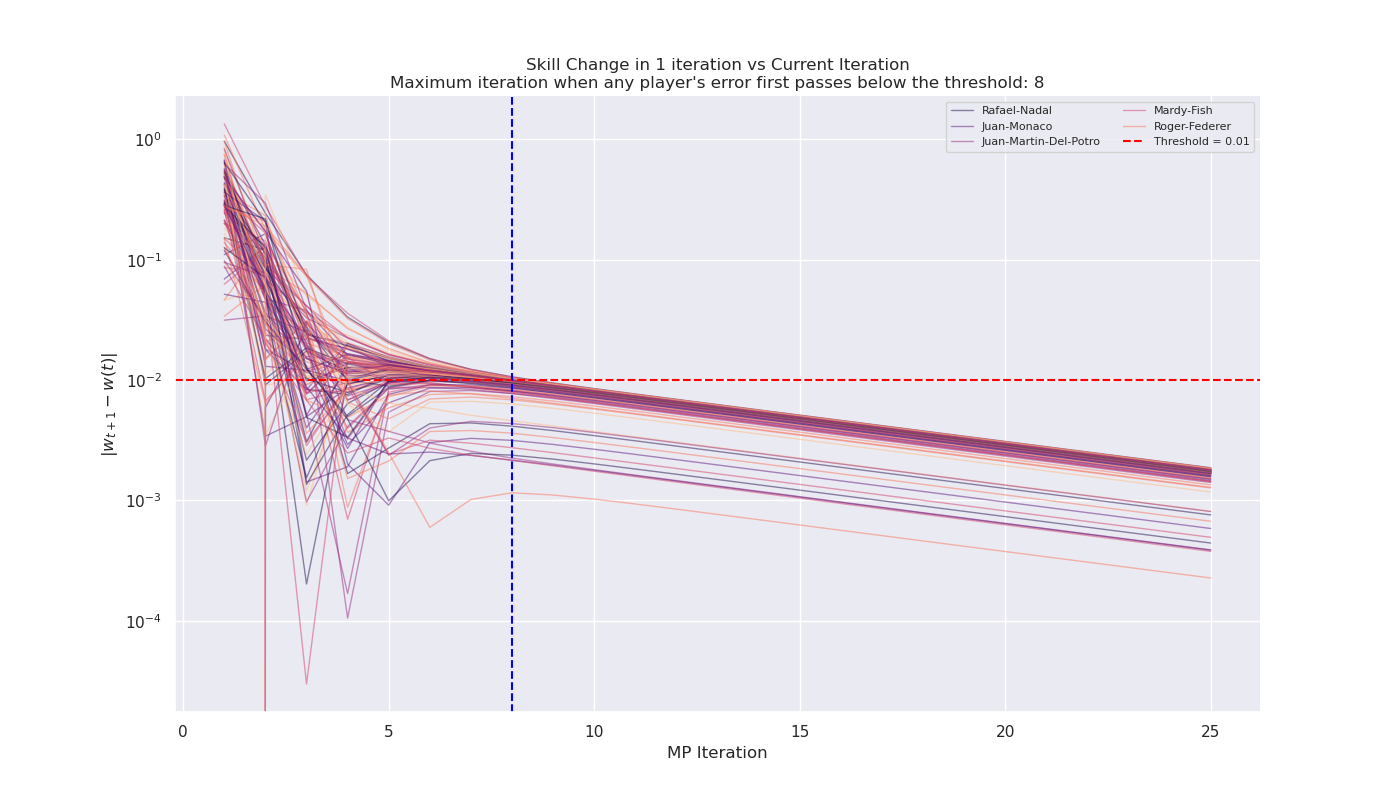 Skill Change in 1 iteration vs Current Iteration
Maximum iteration when any player's error first passes below the threshold: 8
Rafael-Nadal
Juan-Monaco
Juan-Martin-Del-Potro
Mardy-Fish
Roger-Federer
Threshold = 0.01
|w_{t+1} − w(t)|
10^0
10^{-1}
10^{-2}
10^{-3}
10^{-4}
0 5 10 15 20 25
MP Iteration